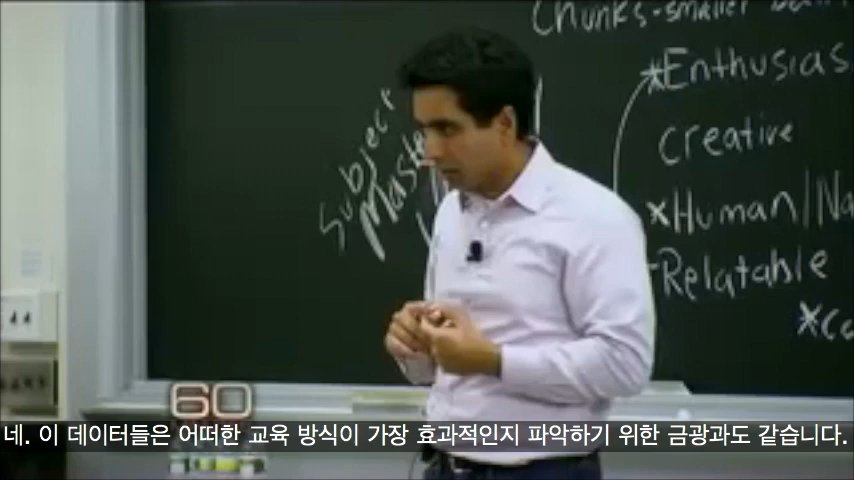 Chunks-smaller
*Enthusias
creative
*Human/Na
-Relatable
*Co
Subject
Master
60
네. 이 데이터들은 어떠한 교육 방식이 가장 효과적인지 파악하기 위한 금광과도 같습니다.